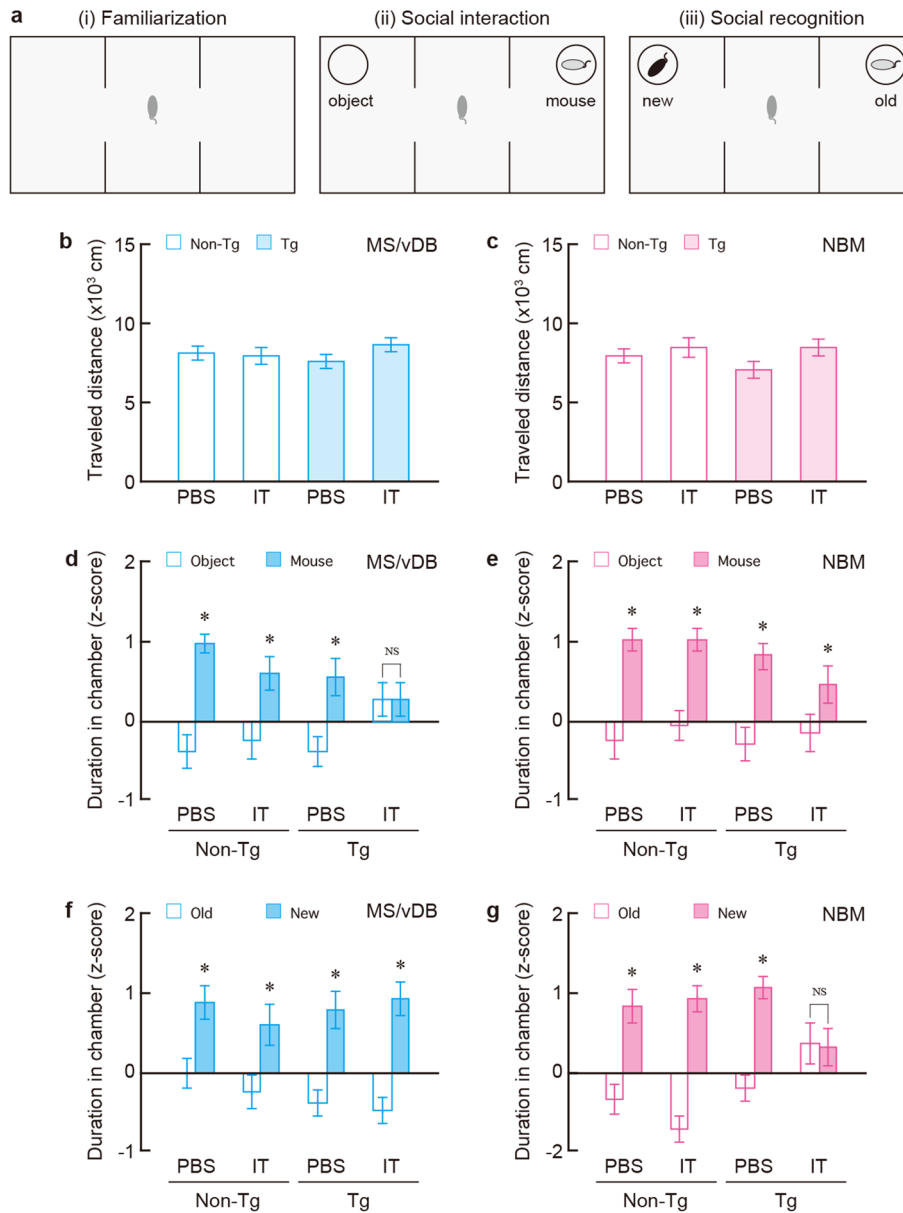 a (i) Familiarization (ii) Social interaction (iii) Social recognition
object mouse new old
b Non-Tg Tg MS/vDB
Traveled distance (x10³ cm)
15
10
5
0
PBS IT PBS IT
c Non-Tg Tg NBM
Traveled distance (x10³ cm)
15
10
5
0
PBS IT PBS IT
d Object Mouse MS/vDB
Duration in chamber (z-score)
2
1
0
-1
* * * NS
PBS IT PBS IT
Non-Tg Tg
e Object Mouse NBM
Duration in chamber (z-score)
2
1
0
-1
* * * *
PBS IT PBS IT
Non-Tg Tg
f Old New MS/vDB
Duration in chamber (z-score)
2
1
0
-1
* * * *
PBS IT PBS IT
Non-Tg Tg
g Old New NBM
Duration in chamber (z-score)
2
1
0
-2
* * * NS
PBS IT PBS IT
Non-Tg Tg